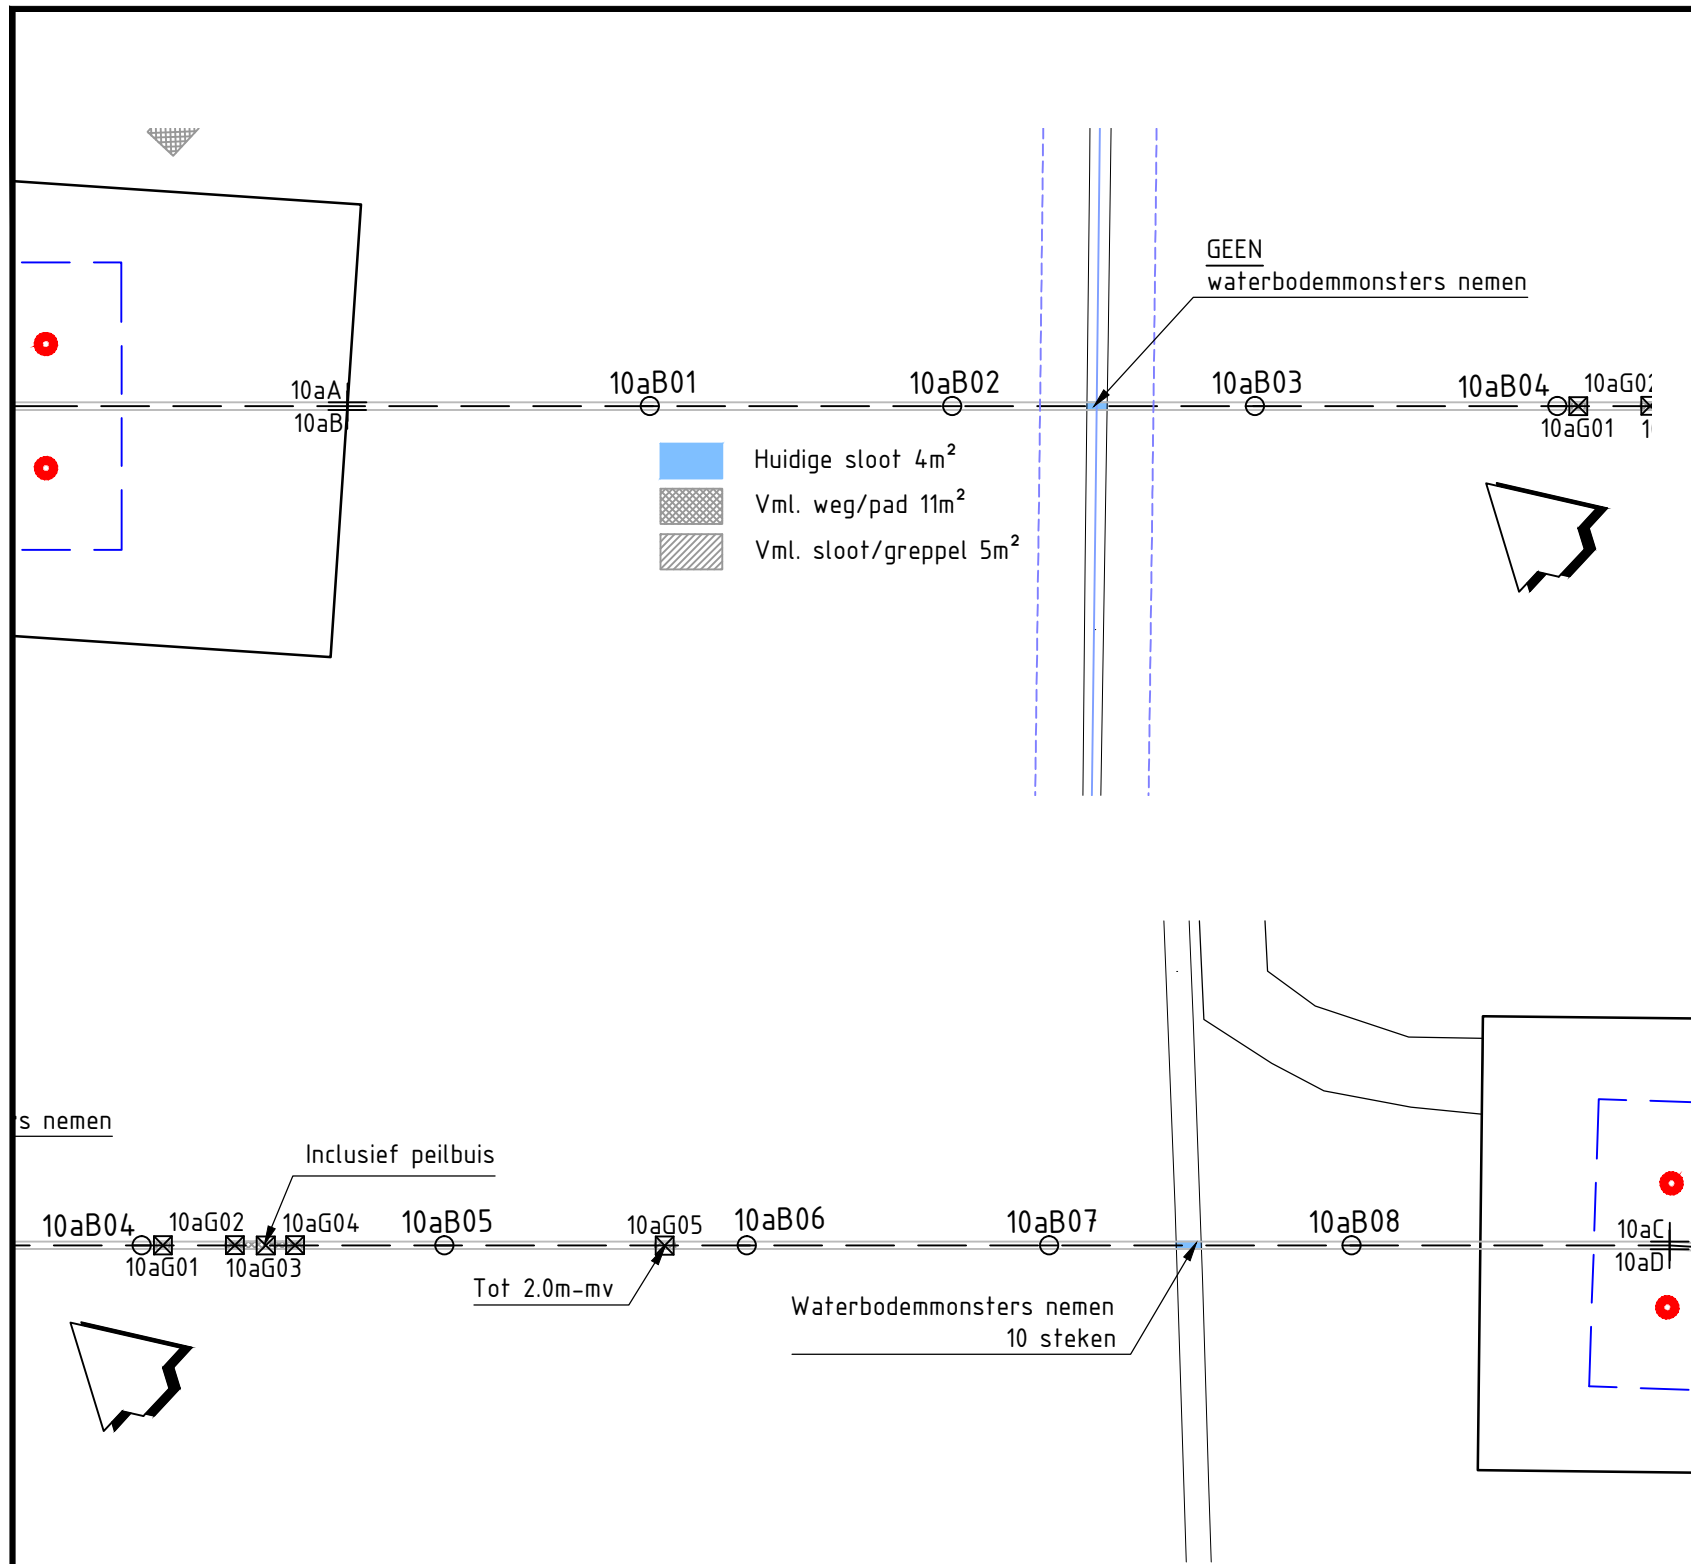 GEEN
waterbodemmonsters nemen
10aA
10aB
10aB01
10aB02
10aB03
10aB04
10aG02
10aG01
Huidige sloot 4m²
Vml. weg/pad 11m²
Vml. sloot/greppel 5m²
nemen
Inclusief peilbuis
10aB04
10aG02
10aG04
10aB05
10aG05
10aB06
10aB07
10aB08
10aC
10aG01
10aG03
10aD
Tot 2.0m-mv
Waterbodemmonsters nemen
10 steken